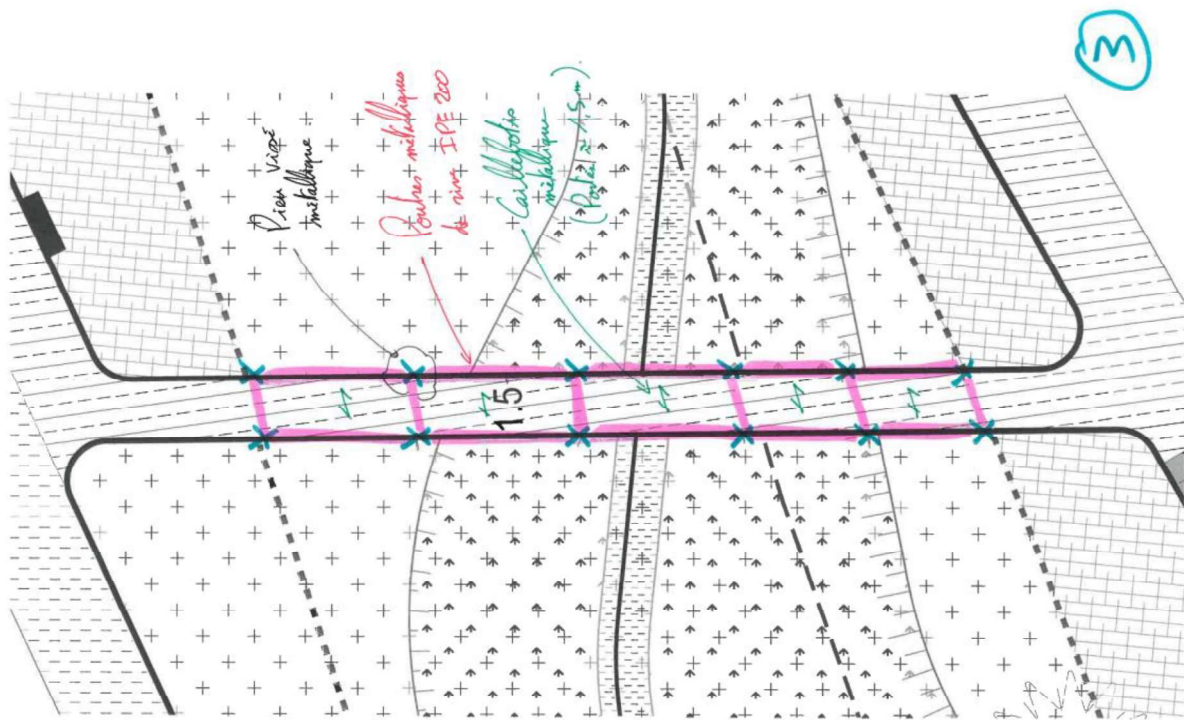 Pieu vissé
métallique
Poutres métalliques
de rive IPE 200
Caillebotis
métallique
(Portée ≈ 1.5m).
1.5
M